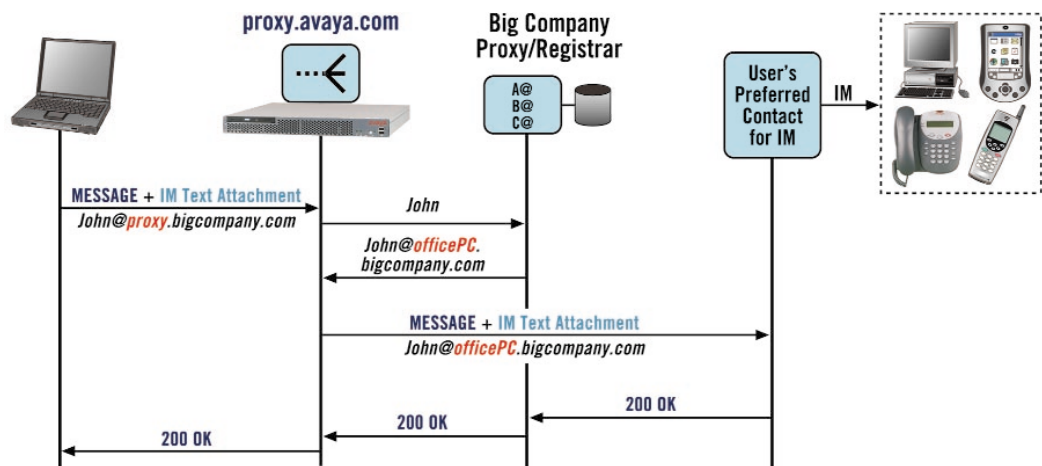 proxy.avaya.com
Big Company
Proxy/Registrar
A@
B@
C@
User's
Preferred
Contact
for IM
IM
MESSAGE + IM Text Attachment
John@proxy.bigcompany.com
John
John@officePC.
bigcompany.com
MESSAGE + IM Text Attachment
John@officePC.bigcompany.com
200 OK
200 OK
200 OK